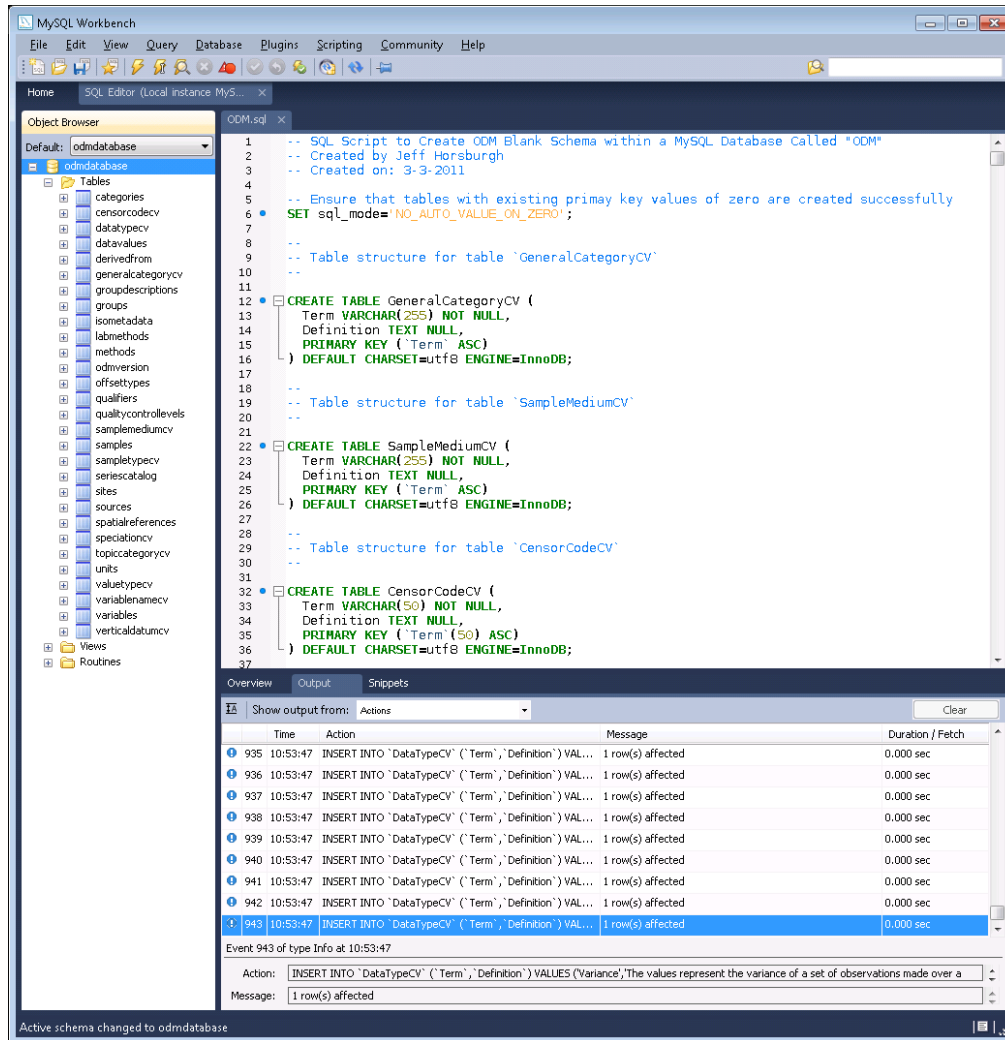 MySQL Workbench
File Edit View Query Database Plugins Scripting Community Help
Home SQL Editor (Local instance MyS... ×
Object Browser
Default: odmdatabase
odmdatabase
Tables
categories
censorcodecv
datatypecv
datavalues
derivedfrom
generalcategorycv
groupdescriptions
groups
isometadata
labmethods
methods
odmversion
offsettypes
qualifiers
qualitycontrollevels
samplemediumcv
samples
sampletypecv
seriescatalog
sites
sources
spatialreferences
speciationcv
topiccategorycv
units
valuetypecv
variablenamecv
variables
verticaldatumcv
Views
Routines
ODM.sql ×
1 -- SQL Script to Create ODM Blank Schema within a MySQL Database Called "ODM"
2 -- Created by Jeff Horsburgh
3 -- Created on: 3-3-2011
4
5 -- Ensure that tables with existing primay key values of zero are created successfully
6 SET sql_mode='NO_AUTO_VALUE_ON_ZERO';
7
8 --
9 -- Table structure for table `GeneralCategoryCV`
10 --
11
12 CREATE TABLE GeneralCategoryCV (
13 Term VARCHAR(255) NOT NULL,
14 Definition TEXT NULL,
15 PRIMARY KEY (`Term` ASC)
16 ) DEFAULT CHARSET=utf8 ENGINE=InnoDB;
17
18 --
19 -- Table structure for table `SampleMediumCV`
20 --
21
22 CREATE TABLE SampleMediumCV (
23 Term VARCHAR(255) NOT NULL,
24 Definition TEXT NULL,
25 PRIMARY KEY (`Term` ASC)
26 ) DEFAULT CHARSET=utf8 ENGINE=InnoDB;
27
28 --
29 -- Table structure for table `CensorCodeCV`
30 --
31
32 CREATE TABLE CensorCodeCV (
33 Term VARCHAR(50) NOT NULL,
34 Definition TEXT NULL,
35 PRIMARY KEY (`Term`(50) ASC)
36 ) DEFAULT CHARSET=utf8 ENGINE=InnoDB;
37
Overview Output Snippets
Show output from: Actions Clear
Time Action Message Duration / Fetch
935 10:53:47 INSERT INTO `DataTypeCV` (`Term`,`Definition`) VAL... 1 row(s) affected 0.000 sec
936 10:53:47 INSERT INTO `DataTypeCV` (`Term`,`Definition`) VAL... 1 row(s) affected 0.000 sec
937 10:53:47 INSERT INTO `DataTypeCV` (`Term`,`Definition`) VAL... 1 row(s) affected 0.000 sec
938 10:53:47 INSERT INTO `DataTypeCV` (`Term`,`Definition`) VAL... 1 row(s) affected 0.000 sec
939 10:53:47 INSERT INTO `DataTypeCV` (`Term`,`Definition`) VAL... 1 row(s) affected 0.000 sec
940 10:53:47 INSERT INTO `DataTypeCV` (`Term`,`Definition`) VAL... 1 row(s) affected 0.000 sec
941 10:53:47 INSERT INTO `DataTypeCV` (`Term`,`Definition`) VAL... 1 row(s) affected 0.000 sec
942 10:53:47 INSERT INTO `DataTypeCV` (`Term`,`Definition`) VAL... 1 row(s) affected 0.000 sec
943 10:53:47 INSERT INTO `DataTypeCV` (`Term`,`Definition`) VAL... 1 row(s) affected 0.000 sec
Event 943 of type Info at 10:53:47
Action: INSERT INTO `DataTypeCV` (`Term`,`Definition`) VALUES ('Variance','The values represent the variance of a set of observations made over a
Message: 1 row(s) affected
Active schema changed to odmdatabase